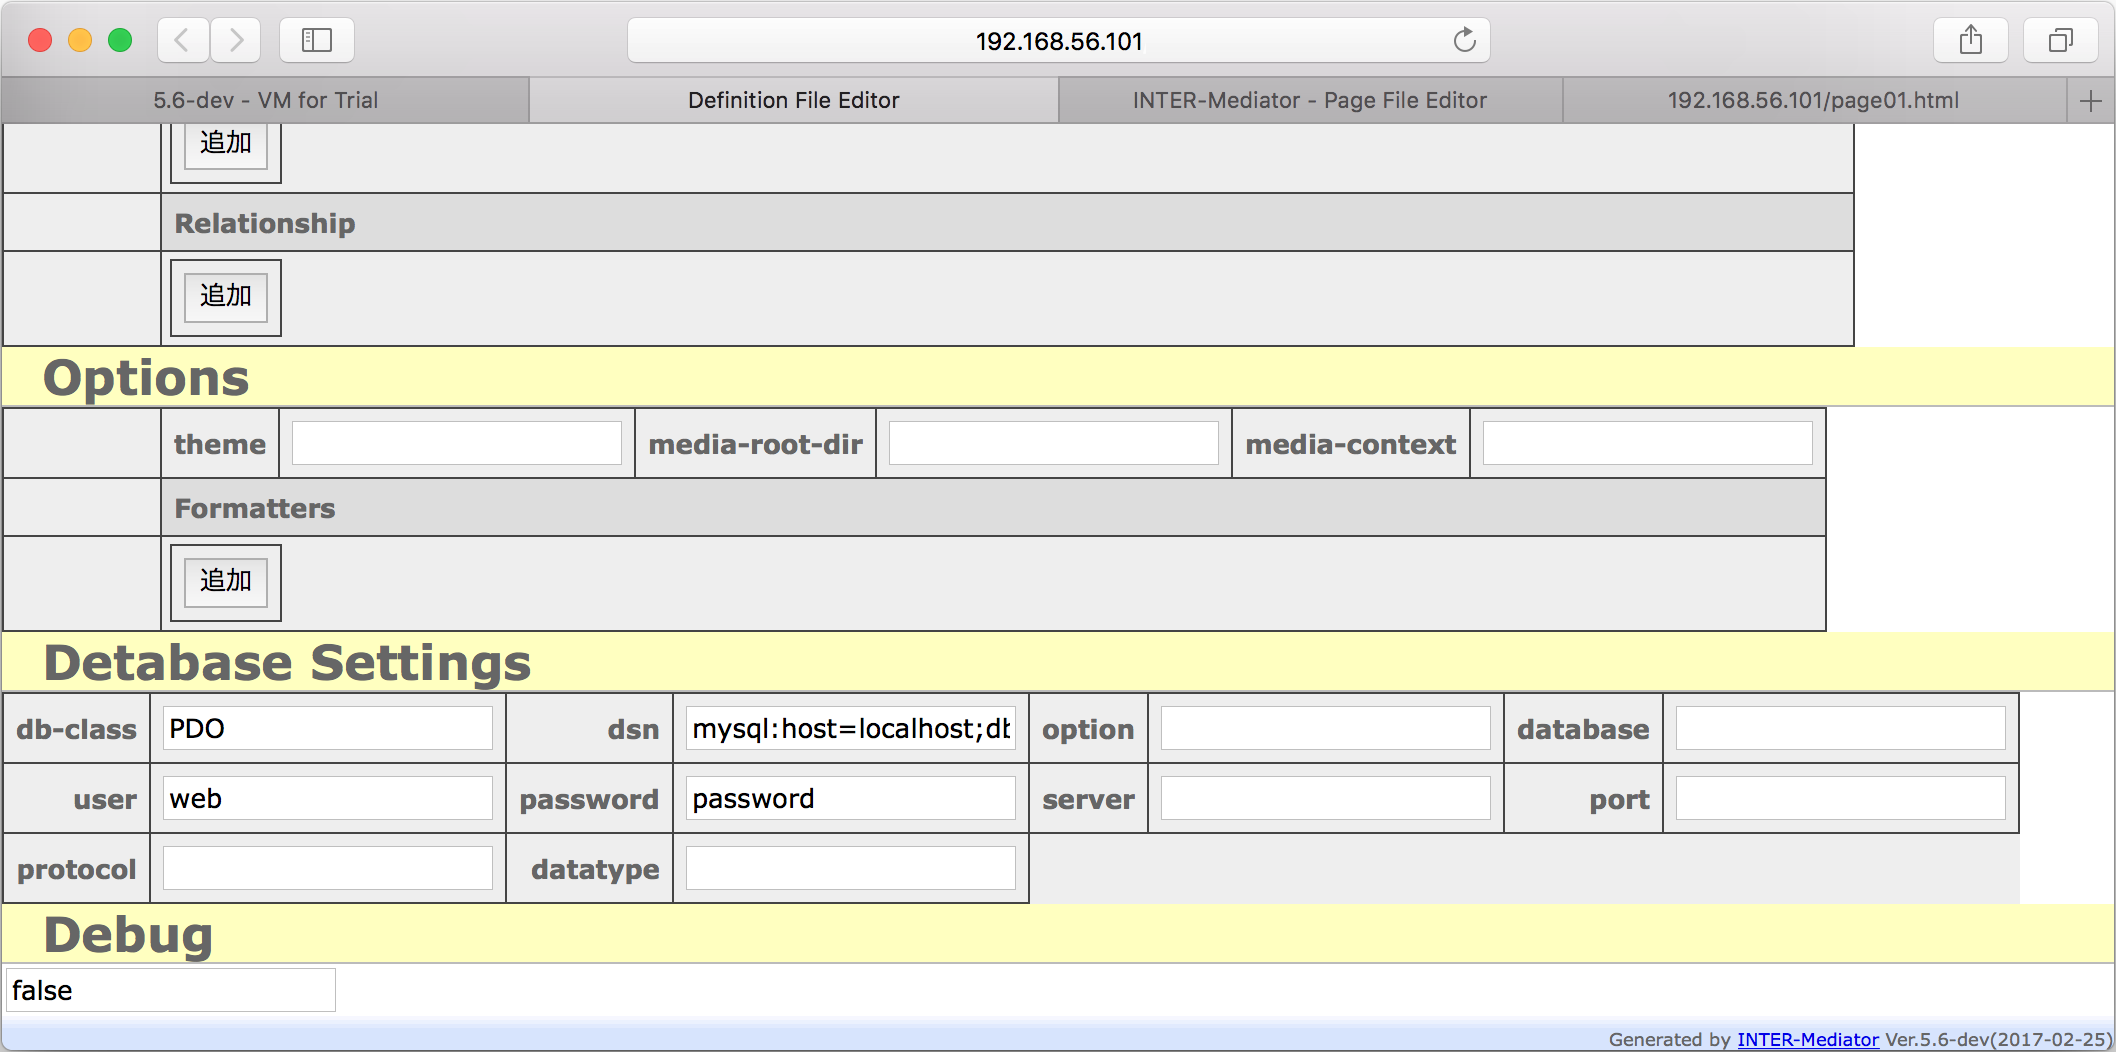 192.168.56.101
5.6-dev - VM for Trial
Definition File Editor
INTER-Mediator - Page File Editor
192.168.56.101/page01.html
追加
Relationship
追加
Options
theme
media-root-dir
media-context
Formatters
追加
Detabase Settings
db-class PDO dsn mysql:host=localhost;db option database
user web password password server port
protocol datatype
Debug
false
Generated by INTER-Mediator Ver.5.6-dev(2017-02-25)